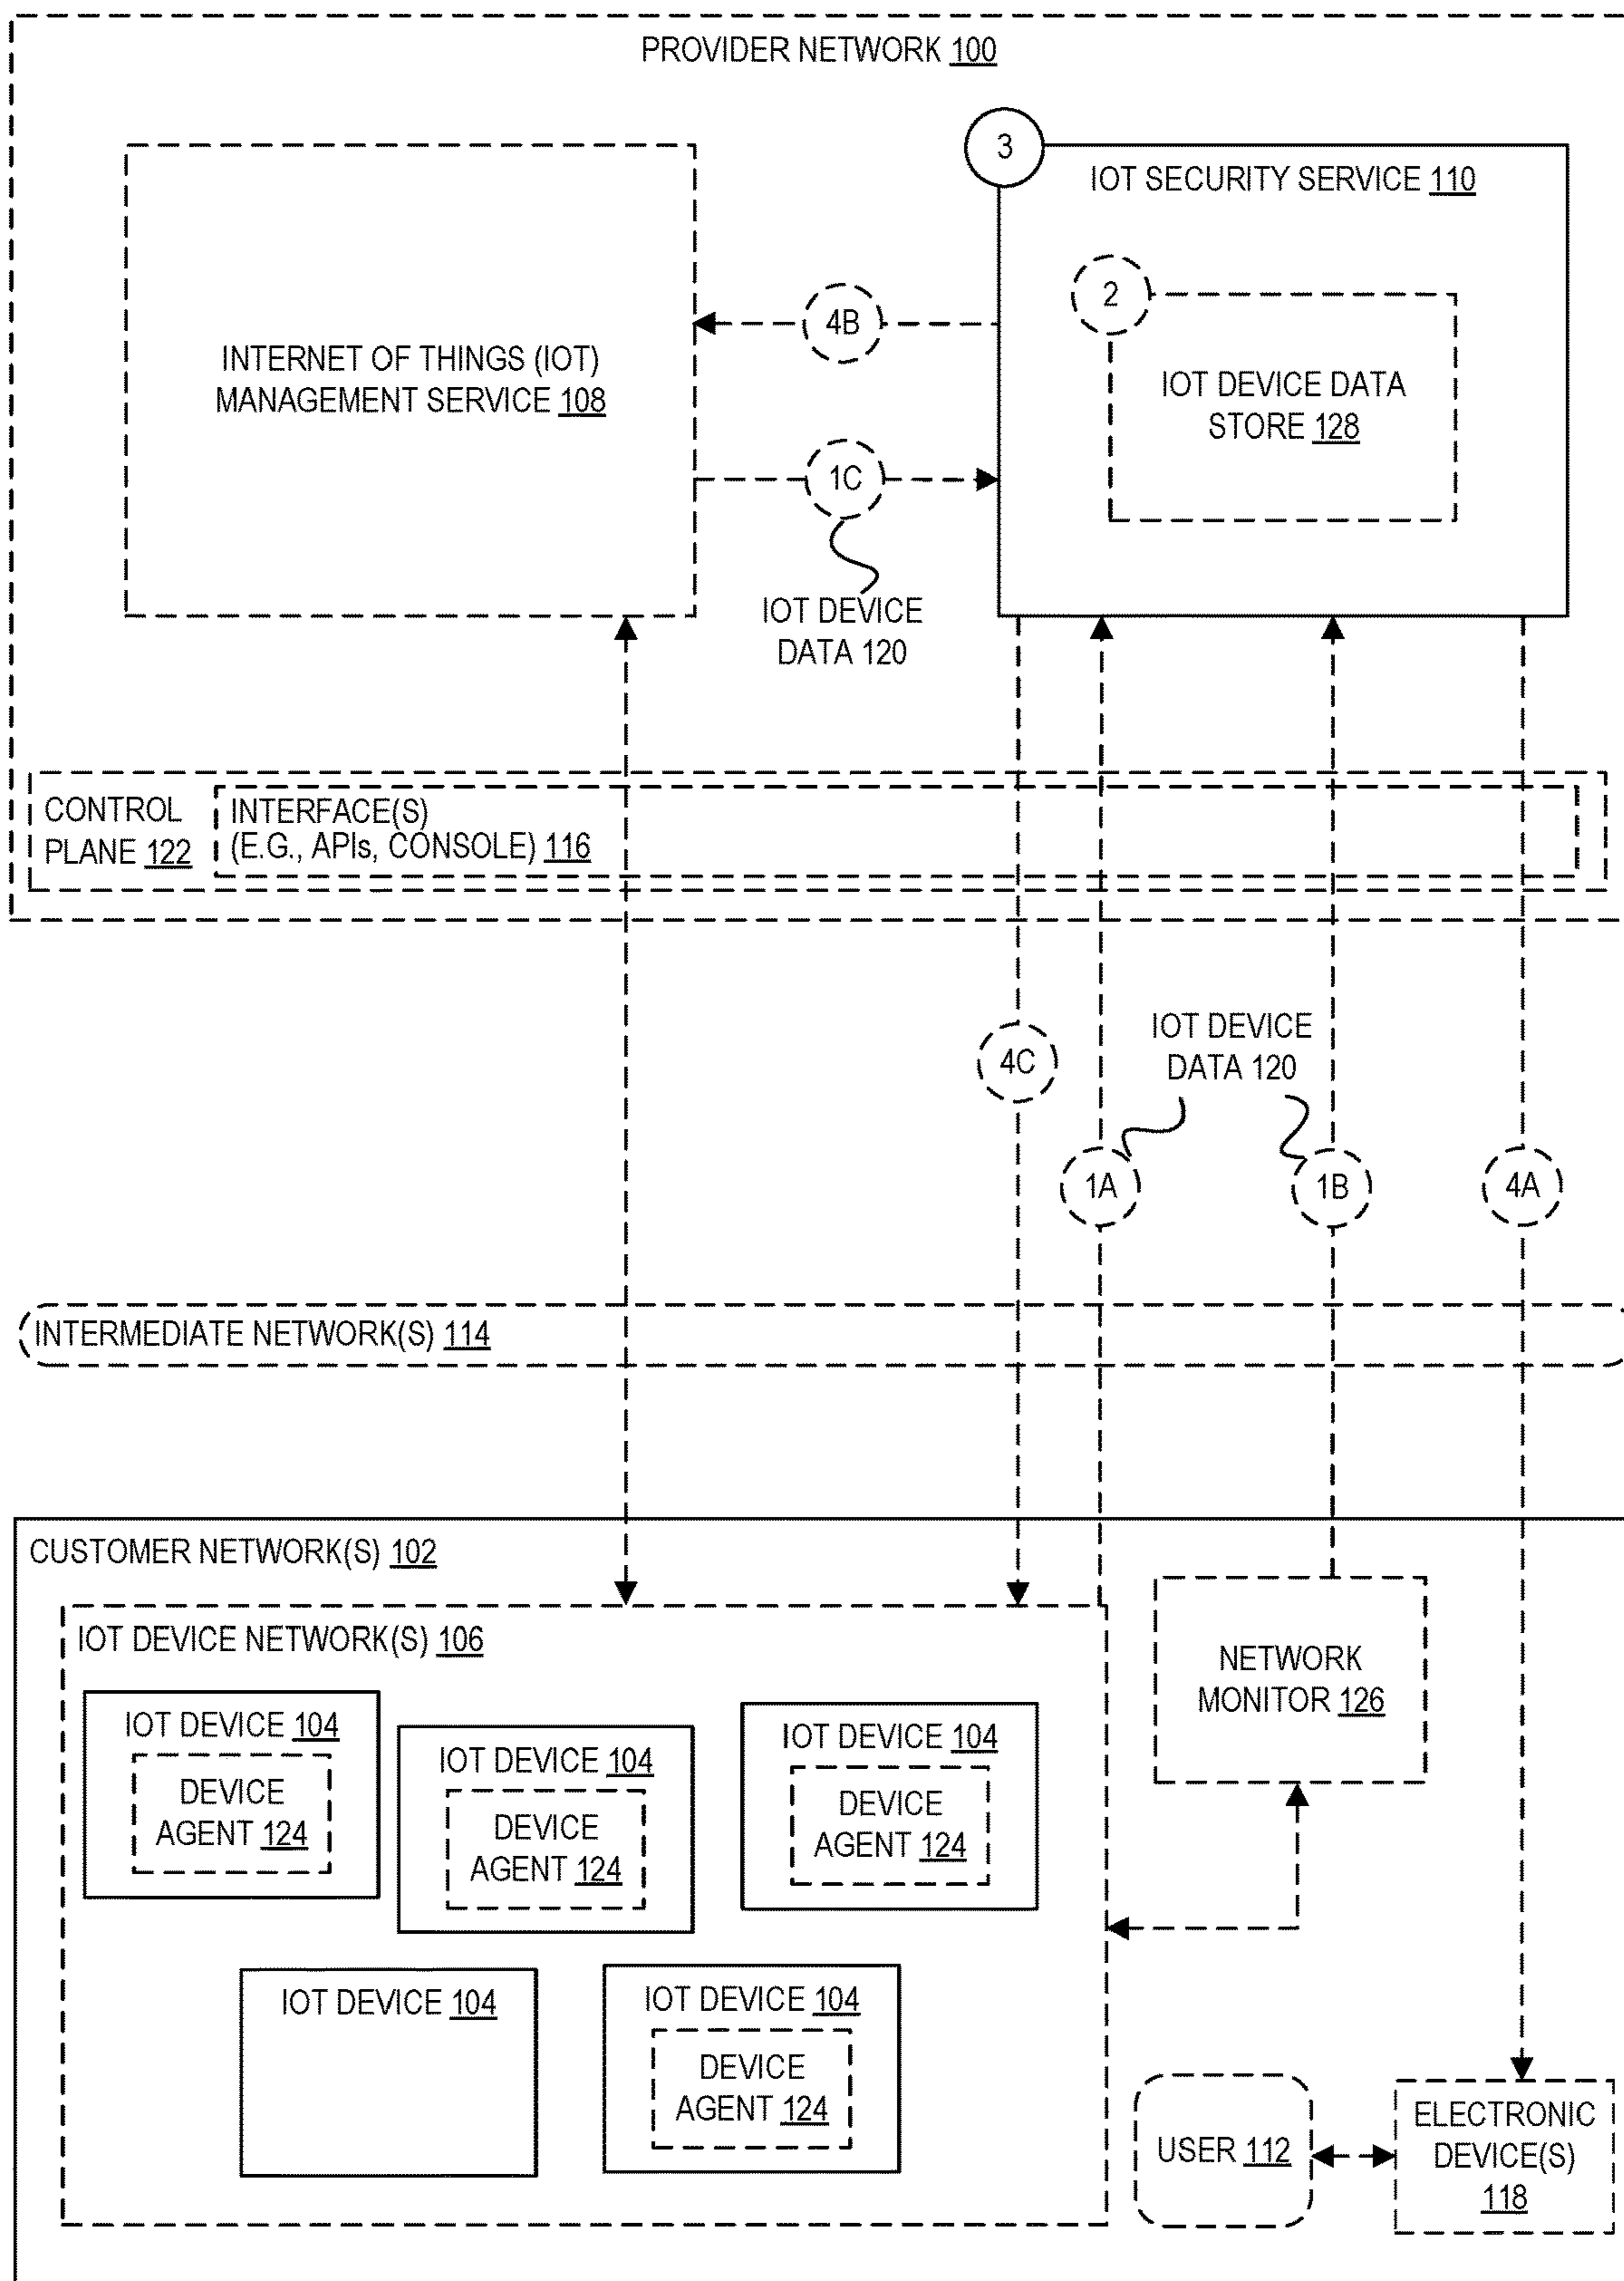 PROVIDER NETWORK 100
3
IOT SECURITY SERVICE 110
2
IOT DEVICE DATA
STORE 128
4B
INTERNET OF THINGS (IOT)
MANAGEMENT SERVICE 108
1C
IOT DEVICE
DATA 120
CONTROL
PLANE 122
INTERFACE(S)
(E.G., APIs, CONSOLE) 116
IOT DEVICE
DATA 120
4C
1A
1B
4A
INTERMEDIATE NETWORK(S) 114
CUSTOMER NETWORK(S) 102
IOT DEVICE NETWORK(S) 106
IOT DEVICE 104
DEVICE
AGENT 124
IOT DEVICE 104
DEVICE
AGENT 124
IOT DEVICE 104
DEVICE
AGENT 124
NETWORK
MONITOR 126
IOT DEVICE 104
IOT DEVICE 104
DEVICE
AGENT 124
USER 112
ELECTRONIC
DEVICE(S)
118